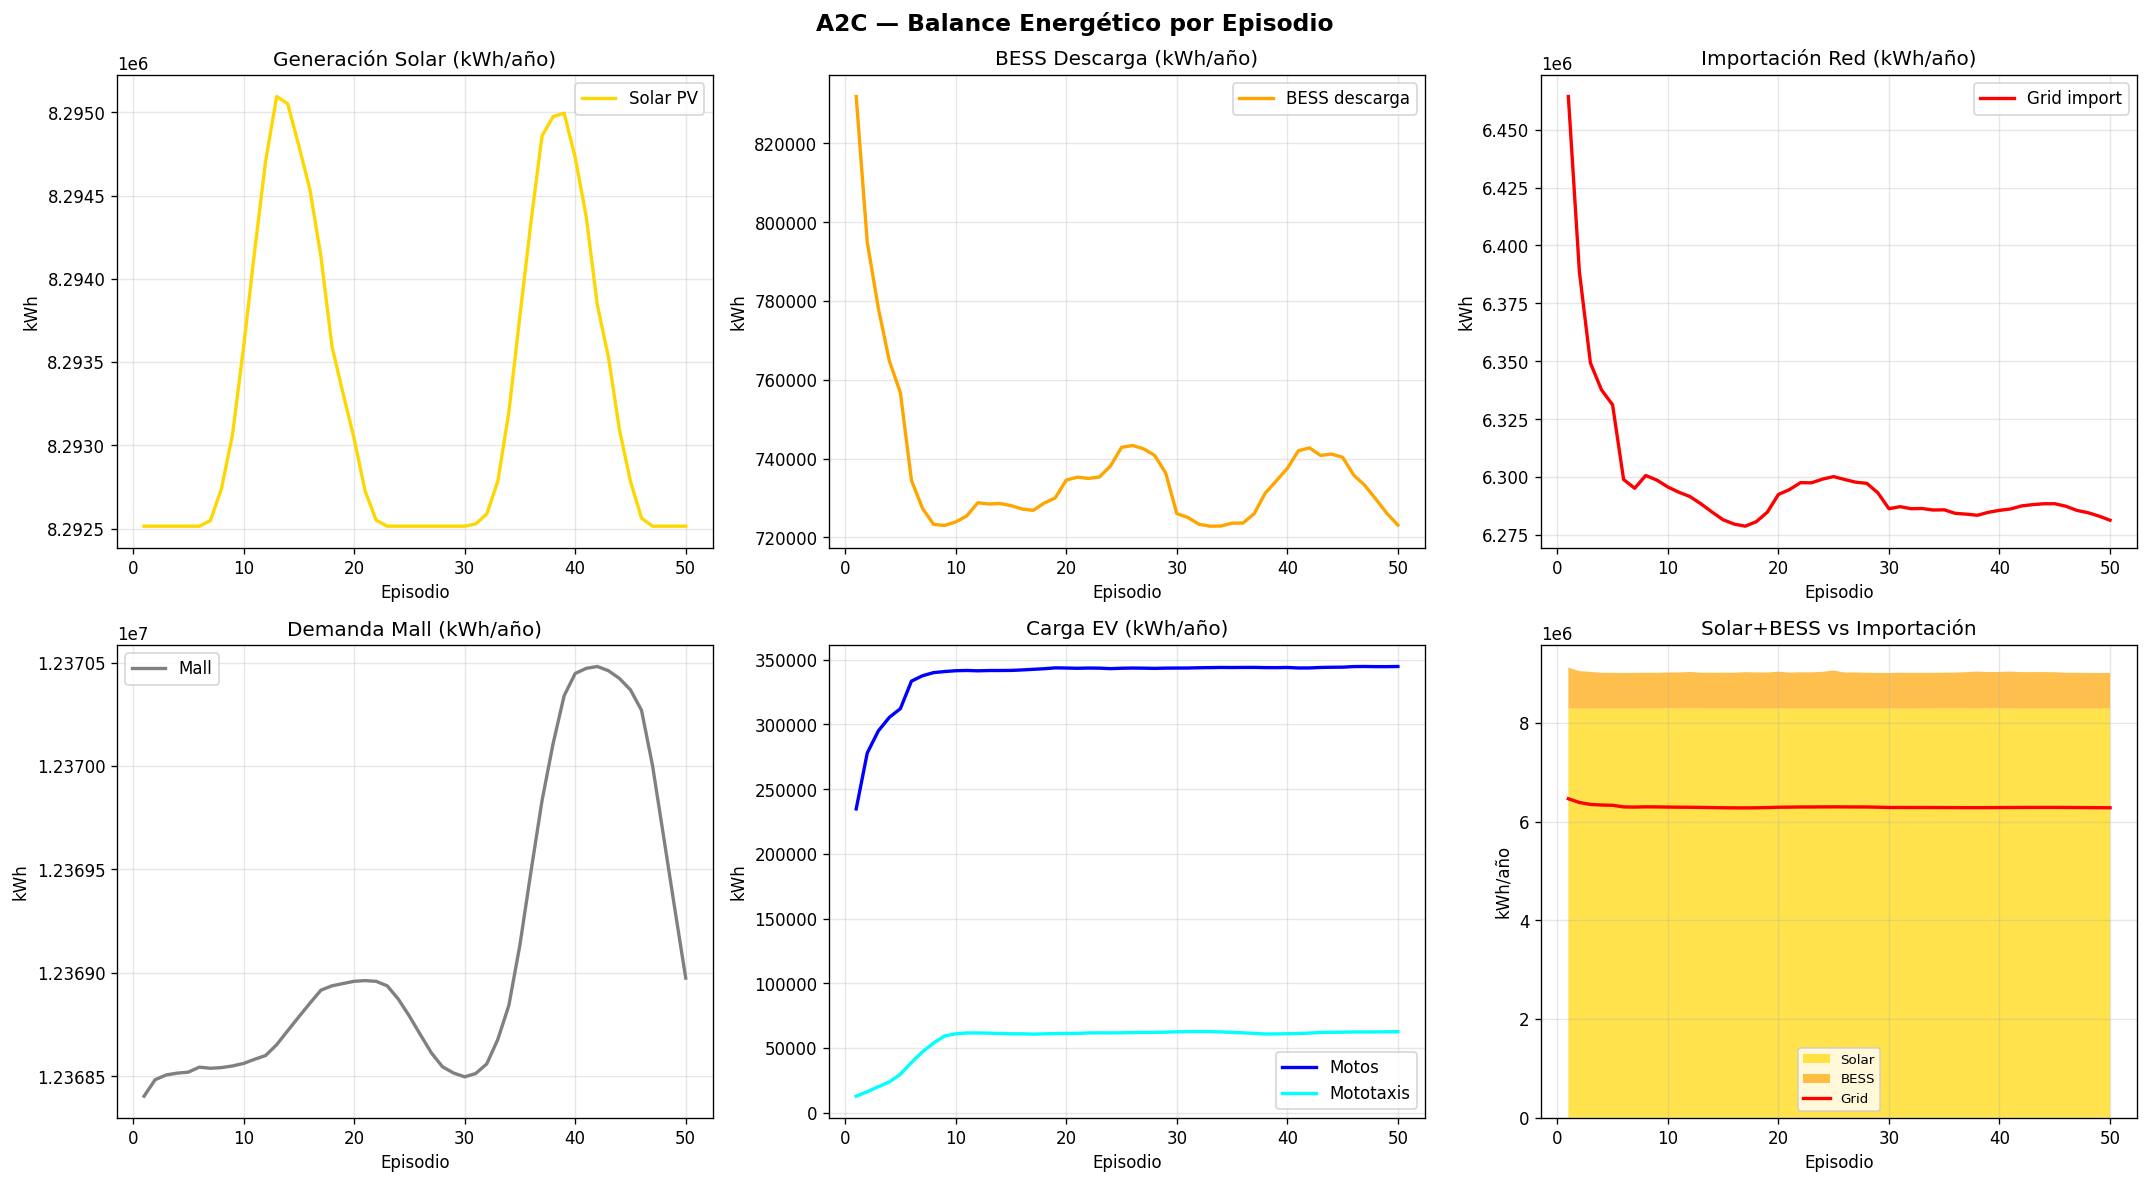 A2C — Balance Energético por Episodio
Generación Solar (kWh/año)
1e6
Solar PV
8.2950
8.2945
8.2940
8.2935
8.2930
8.2925
kWh
0 10 20 30 40 50
Episodio
BESS Descarga (kWh/año)
BESS descarga
820000
800000
780000
760000
740000
720000
kWh
0 10 20 30 40 50
Episodio
Importación Red (kWh/año)
1e6
Grid import
6.450
6.425
6.400
6.375
6.350
6.325
6.300
6.275
kWh
0 10 20 30 40 50
Episodio
Demanda Mall (kWh/año)
1e7
Mall
1.23705
1.23700
1.23695
1.23690
1.23685
kWh
0 10 20 30 40 50
Episodio
Carga EV (kWh/año)
350000
300000
250000
200000
150000
100000
50000
0
kWh
Motos
Mototaxis
0 10 20 30 40 50
Episodio
Solar+BESS vs Importación
1e6
8
6
4
2
0
kWh/año
Solar
BESS
Grid
0 10 20 30 40 50
Episodio